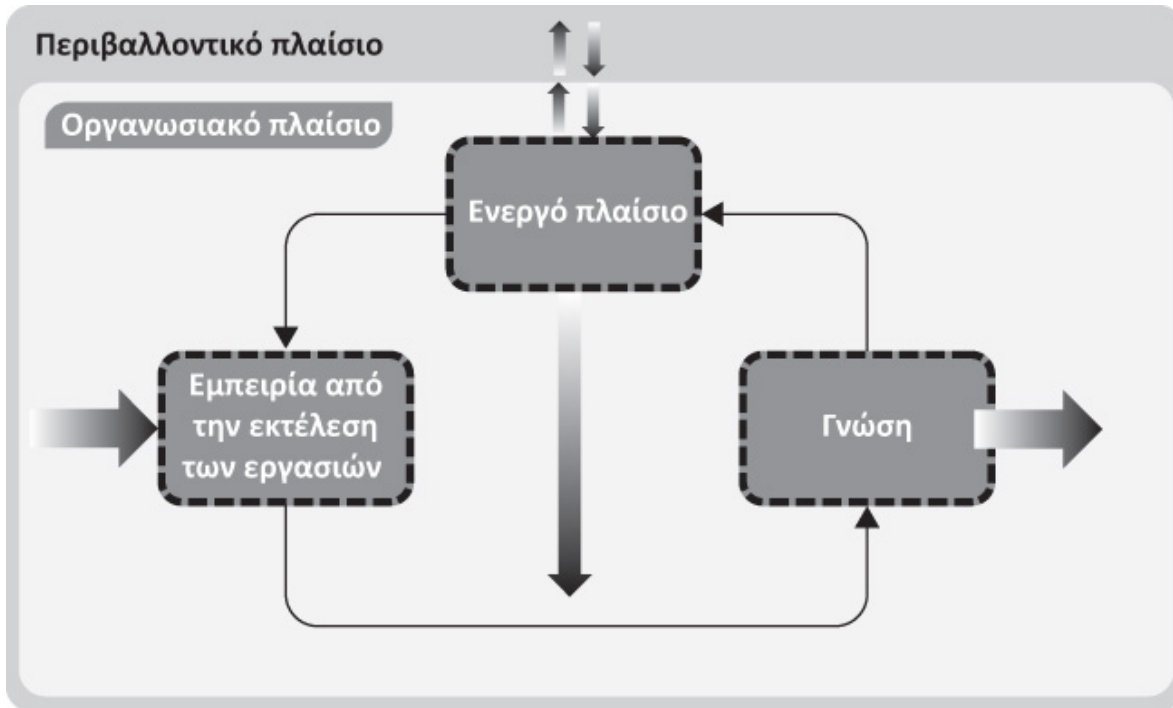 Περιβαλλοντικό πλαίσιο
Οργανωσιακό πλαίσιο
Ενεργό πλαίσιο
Εμπειρία από
την εκτέλεση
των εργασιών
Γνώση